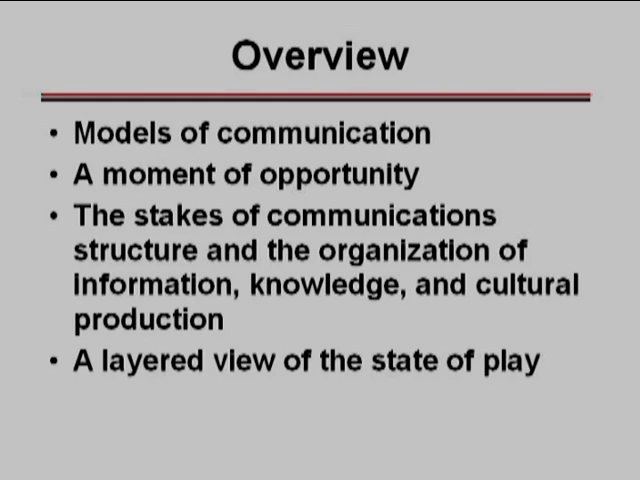 Overview
• Models of communication
• A moment of opportunity
• The stakes of communications
structure and the organization of
information, knowledge, and cultural
production
• A layered view of the state of play